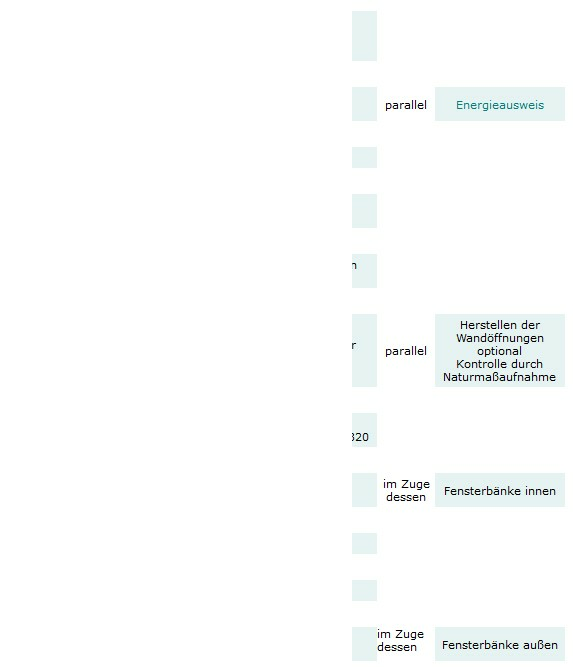 parallel
Energieausweis
n
r
parallel
Herstellen der
Wandöffnungen
optional
Kontrolle durch
Naturmaßaufnahme
320
im Zuge
dessen
Fensterbänke innen
im Zuge
dessen
Fensterbänke außen